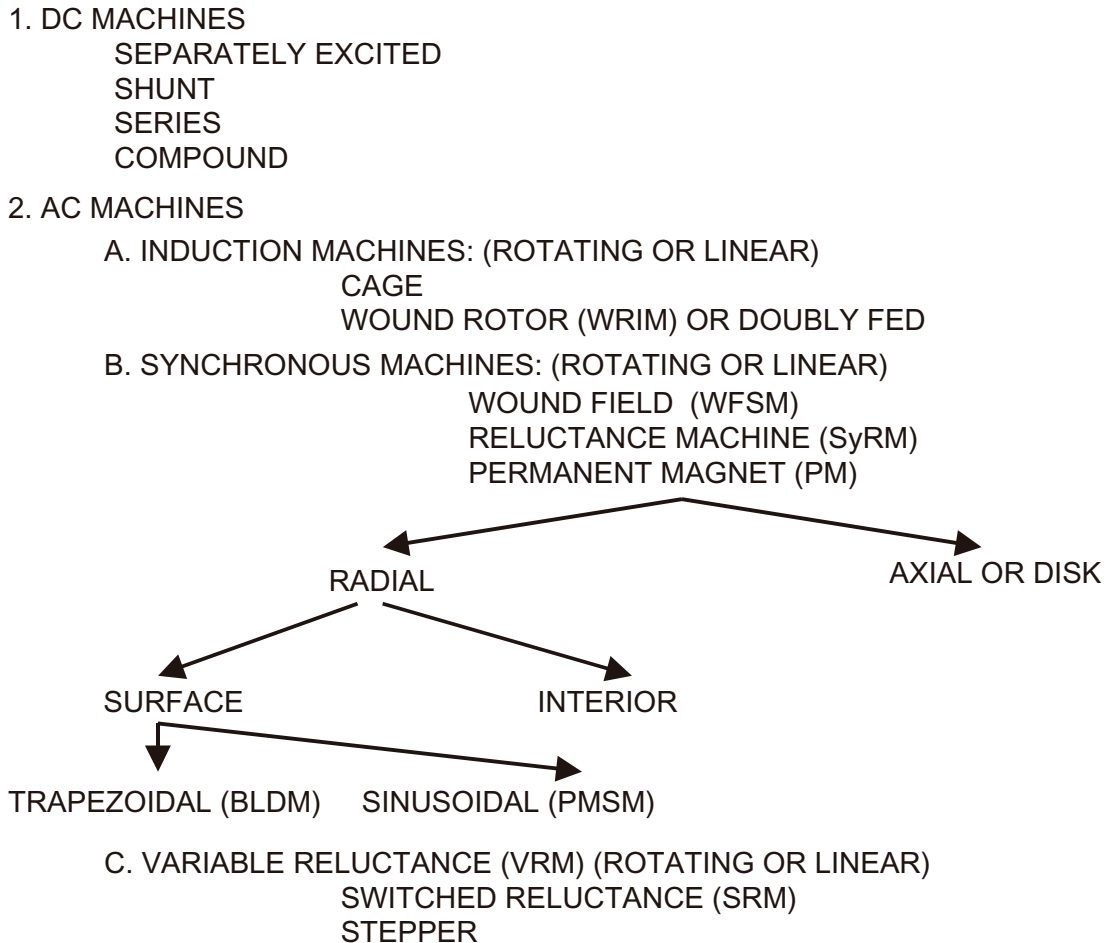 1. DC MACHINES
SEPARATELY EXCITED
SHUNT
SERIES
COMPOUND
2. AC MACHINES
A. INDUCTION MACHINES: (ROTATING OR LINEAR)
CAGE
WOUND ROTOR (WRIM) OR DOUBLY FED
B. SYNCHRONOUS MACHINES: (ROTATING OR LINEAR)
WOUND FIELD (WFSM)
RELUCTANCE MACHINE (SyRM)
PERMANENT MAGNET (PM)
RADIAL AXIAL OR DISK
SURFACE INTERIOR
TRAPEZOIDAL (BLDM) SINUSOIDAL (PMSM)
C. VARIABLE RELUCTANCE (VRM) (ROTATING OR LINEAR)
SWITCHED RELUCTANCE (SRM)
STEPPER